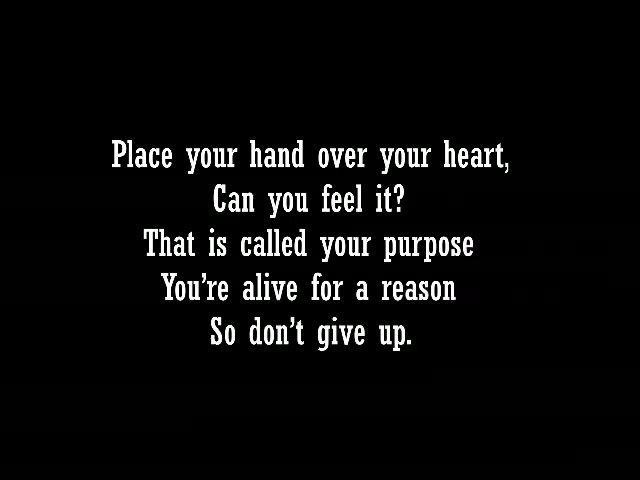 Place your hand over your heart,
Can you feel it?
That is called your purpose
You're alive for a reason
So don't give up.